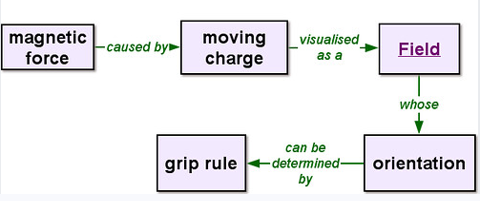 magnetic
force
caused by
moving
charge
visualised
as a
Field
whose
orientation
can be
determined
by
grip rule